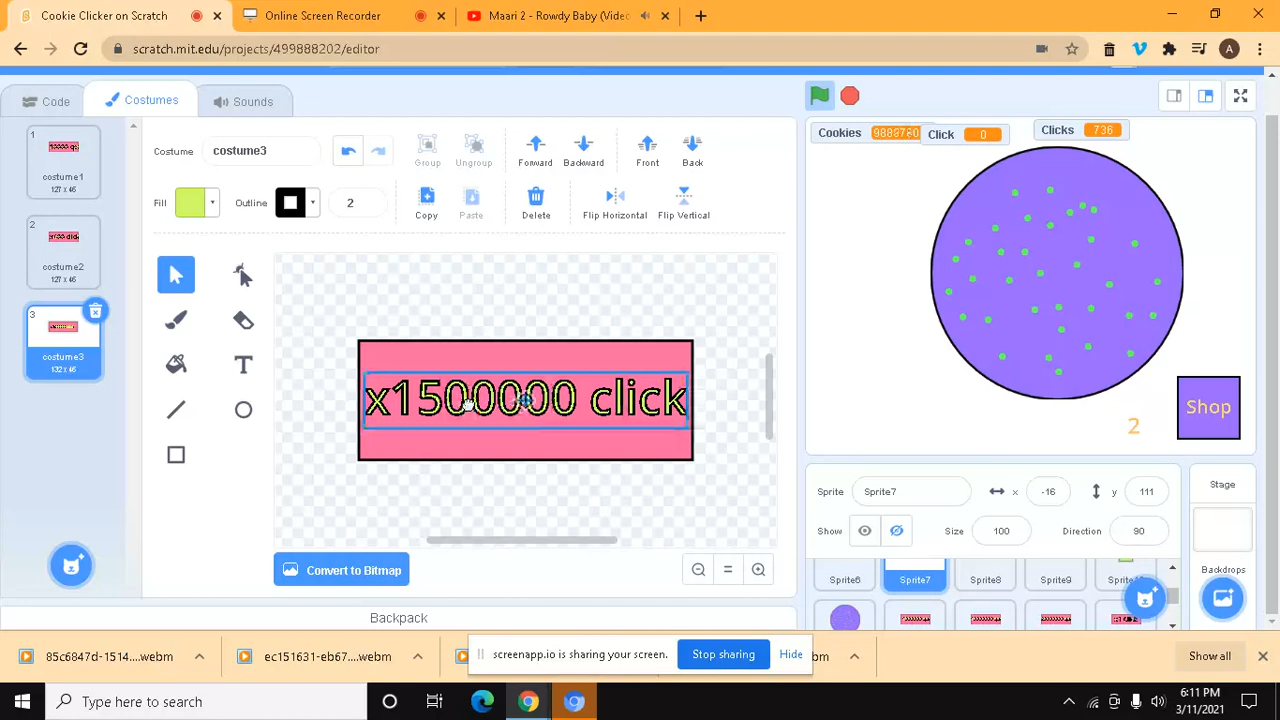 Cookie Clicker on Scratch
Online Screen Recorder
Maari 2 - Rowdy Baby (Video
scratch.mit.edu/projects/499888202/editor
A
Code
Costumes
Sounds
Costume
costume3
Group
Ungroup
Forward
Backward
Front
Back
Fill
Outline
2
Copy
Paste
Delete
Flip Horizontal
Flip Vertical
1
costume1
127 x 46
2
costume2
127 x 46
3
costume3
132 x 46
x1500000 click
Convert to Bitmap
Backpack
Cookies
Click 0
Clicks 736
2
Shop
Sprite
Sprite7
x -16
y 111
Show
Size 100
Direction 90
Stage
Backdrops
Sprite6
Sprite7
Sprite8
Sprite9
85c6847d-1514....webm
ec151631-eb67....webm
screenapp.io is sharing your screen.
Stop sharing
Hide
bm
Show all
Type here to search
6:11 PM
3/11/2021